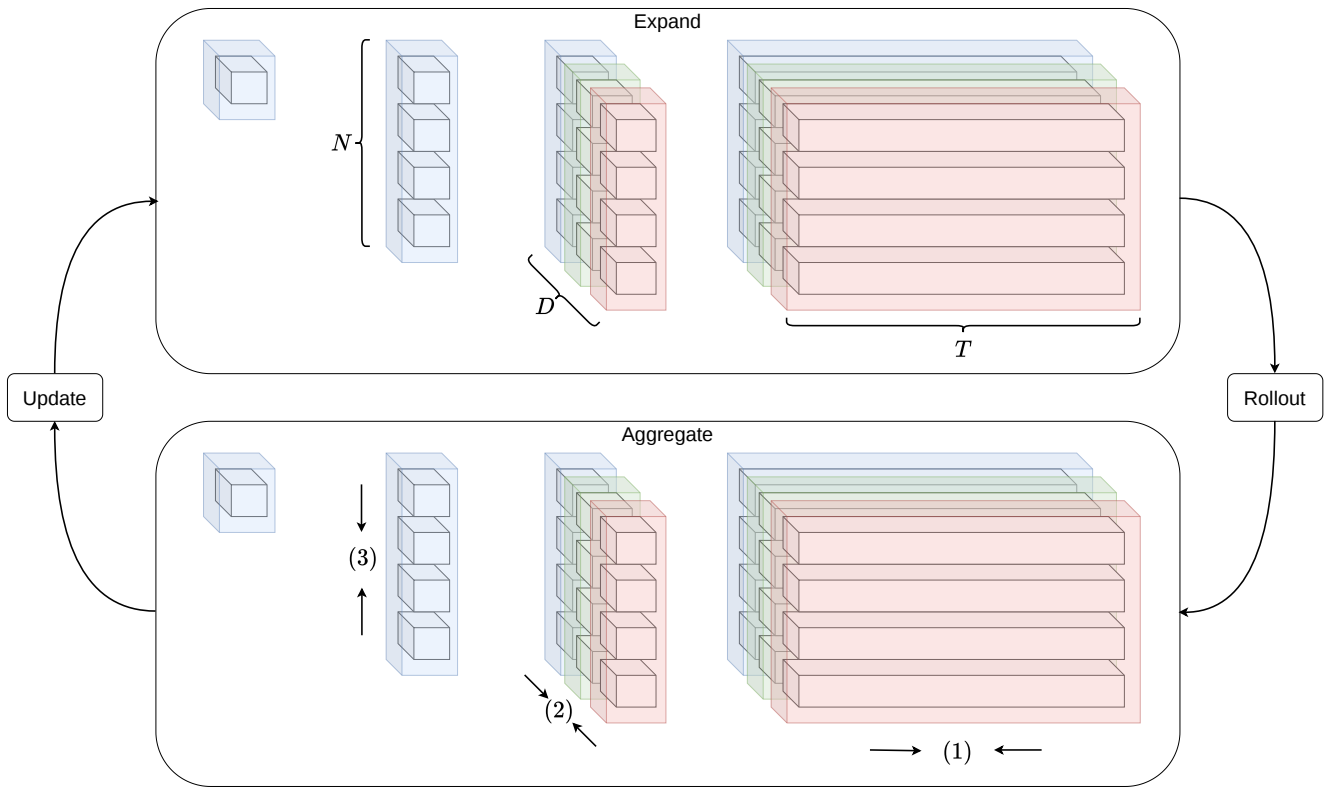 Expand
N
D
T
Update
Rollout
Aggregate
(3)
(2)
(1)